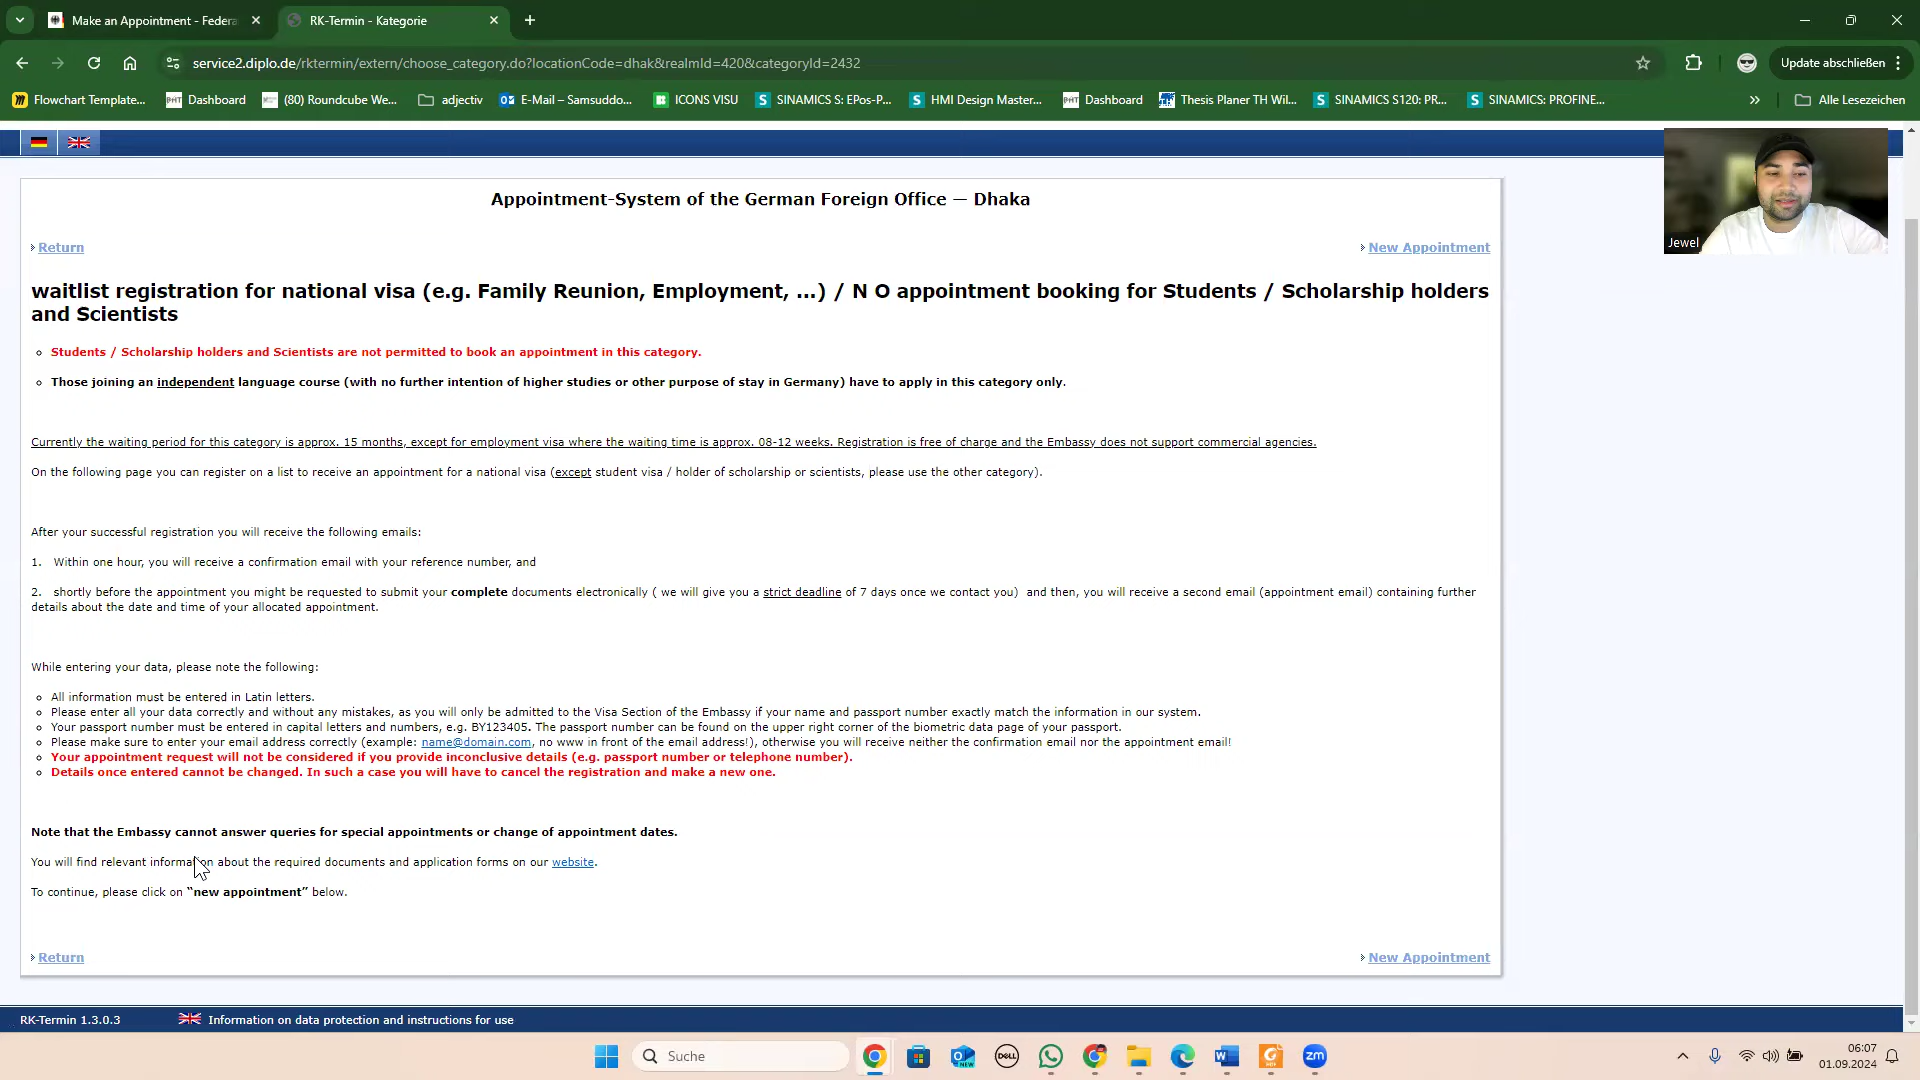 Make an Appointment - Federa
RK-Termin - Kategorie
service2.diplo.de/rktermin/extern/choose_category.do?locationCode=dhak&realmId=420&categoryId=2432
Update abschließen
Flowchart Template...
Dashboard
(80) Roundcube We...
adjectiv
E-Mail – Samsuddo...
ICONS VISU
SINAMICS S: EPos-P...
HMI Design Master...
Dashboard
Thesis Planer TH Wil...
SINAMICS S120: PR...
SINAMICS: PROFINE...
Alle Lesezeichen
Jewel
Appointment-System of the German Foreign Office — Dhaka
Return
New Appointment
waitlist registration for national visa (e.g. Family Reunion, Employment, ...) / N O appointment booking for Students / Scholarship holders
and Scientists
Students / Scholarship holders and Scientists are not permitted to book an appointment in this category.
Those joining an independent language course (with no further intention of higher studies or other purpose of stay in Germany) have to apply in this category only.
Currently the waiting period for this category is approx. 15 months, except for employment visa where the waiting time is approx. 08-12 weeks. Registration is free of charge and the Embassy does not support commercial agencies.
On the following page you can register on a list to receive an appointment for a national visa (except student visa / holder of scholarship or scientists, please use the other category).
After your successful registration you will receive the following emails:
1. Within one hour, you will receive a confirmation email with your reference number, and
2. shortly before the appointment you might be requested to submit your complete documents electronically ( we will give you a strict deadline of 7 days once we contact you) and then, you will receive a second email (appointment email) containing further
details about the date and time of your allocated appointment.
While entering your data, please note the following:
All information must be entered in Latin letters.
Please enter all your data correctly and without any mistakes, as you will only be admitted to the Visa Section of the Embassy if your name and passport number exactly match the information in our system.
Your passport number must be entered in capital letters and numbers, e.g. BY123405. The passport number can be found on the upper right corner of the biometric data page of your passport.
Please make sure to enter your email address correctly (example: name@domain.com, no www in front of the email address!), otherwise you will receive neither the confirmation email nor the appointment email!
Your appointment request will not be considered if you provide inconclusive details (e.g. passport number or telephone number).
Details once entered cannot be changed. In such a case you will have to cancel the registration and make a new one.
Note that the Embassy cannot answer queries for special appointments or change of appointment dates.
You will find relevant information about the required documents and application forms on our website.
To continue, please click on “new appointment” below.
Return
New Appointment
RK-Termin 1.3.0.3
Information on data protection and instructions for use
Suche
NEW
DELL
zm
06:07
01.09.2024